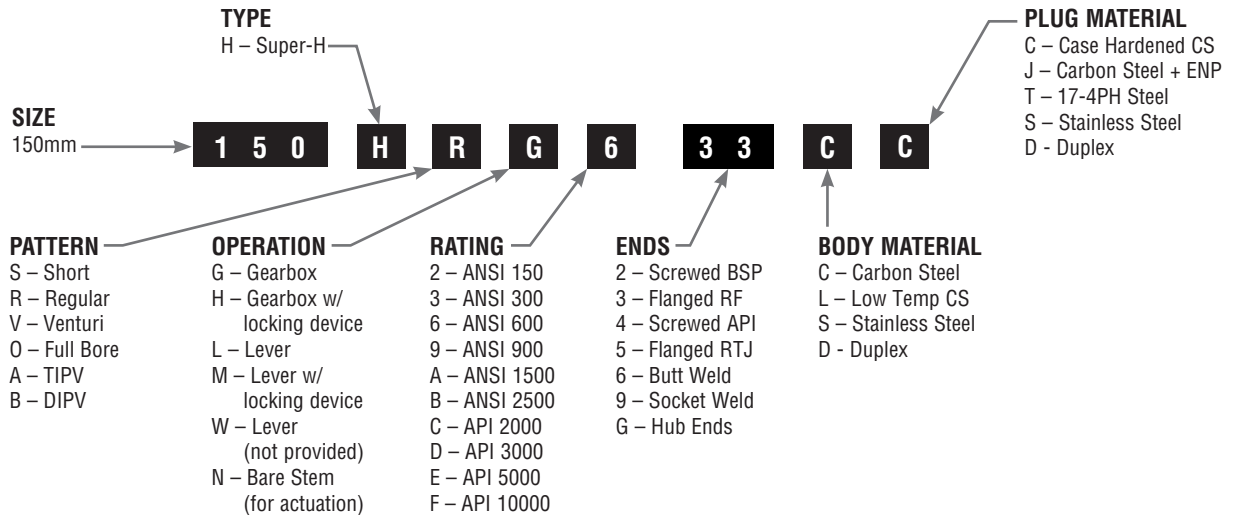 TYPE
H – Super-H
PLUG MATERIAL
C – Case Hardened CS
J – Carbon Steel + ENP
T – 17-4PH Steel
S – Stainless Steel
D - Duplex
SIZE
150mm
1 5 0 H R G 6 3 3 C C
PATTERN
S – Short
R – Regular
V – Venturi
O – Full Bore
A – TIPV
B – DIPV
OPERATION
G – Gearbox
H – Gearbox w/
locking device
L – Lever
M – Lever w/
locking device
W – Lever
(not provided)
N – Bare Stem
(for actuation)
RATING
2 – ANSI 150
3 – ANSI 300
6 – ANSI 600
9 – ANSI 900
A – ANSI 1500
B – ANSI 2500
C – API 2000
D – API 3000
E – API 5000
F – API 10000
ENDS
2 – Screwed BSP
3 – Flanged RF
4 – Screwed API
5 – Flanged RTJ
6 – Butt Weld
9 – Socket Weld
G – Hub Ends
BODY MATERIAL
C – Carbon Steel
L – Low Temp CS
S – Stainless Steel
D - Duplex